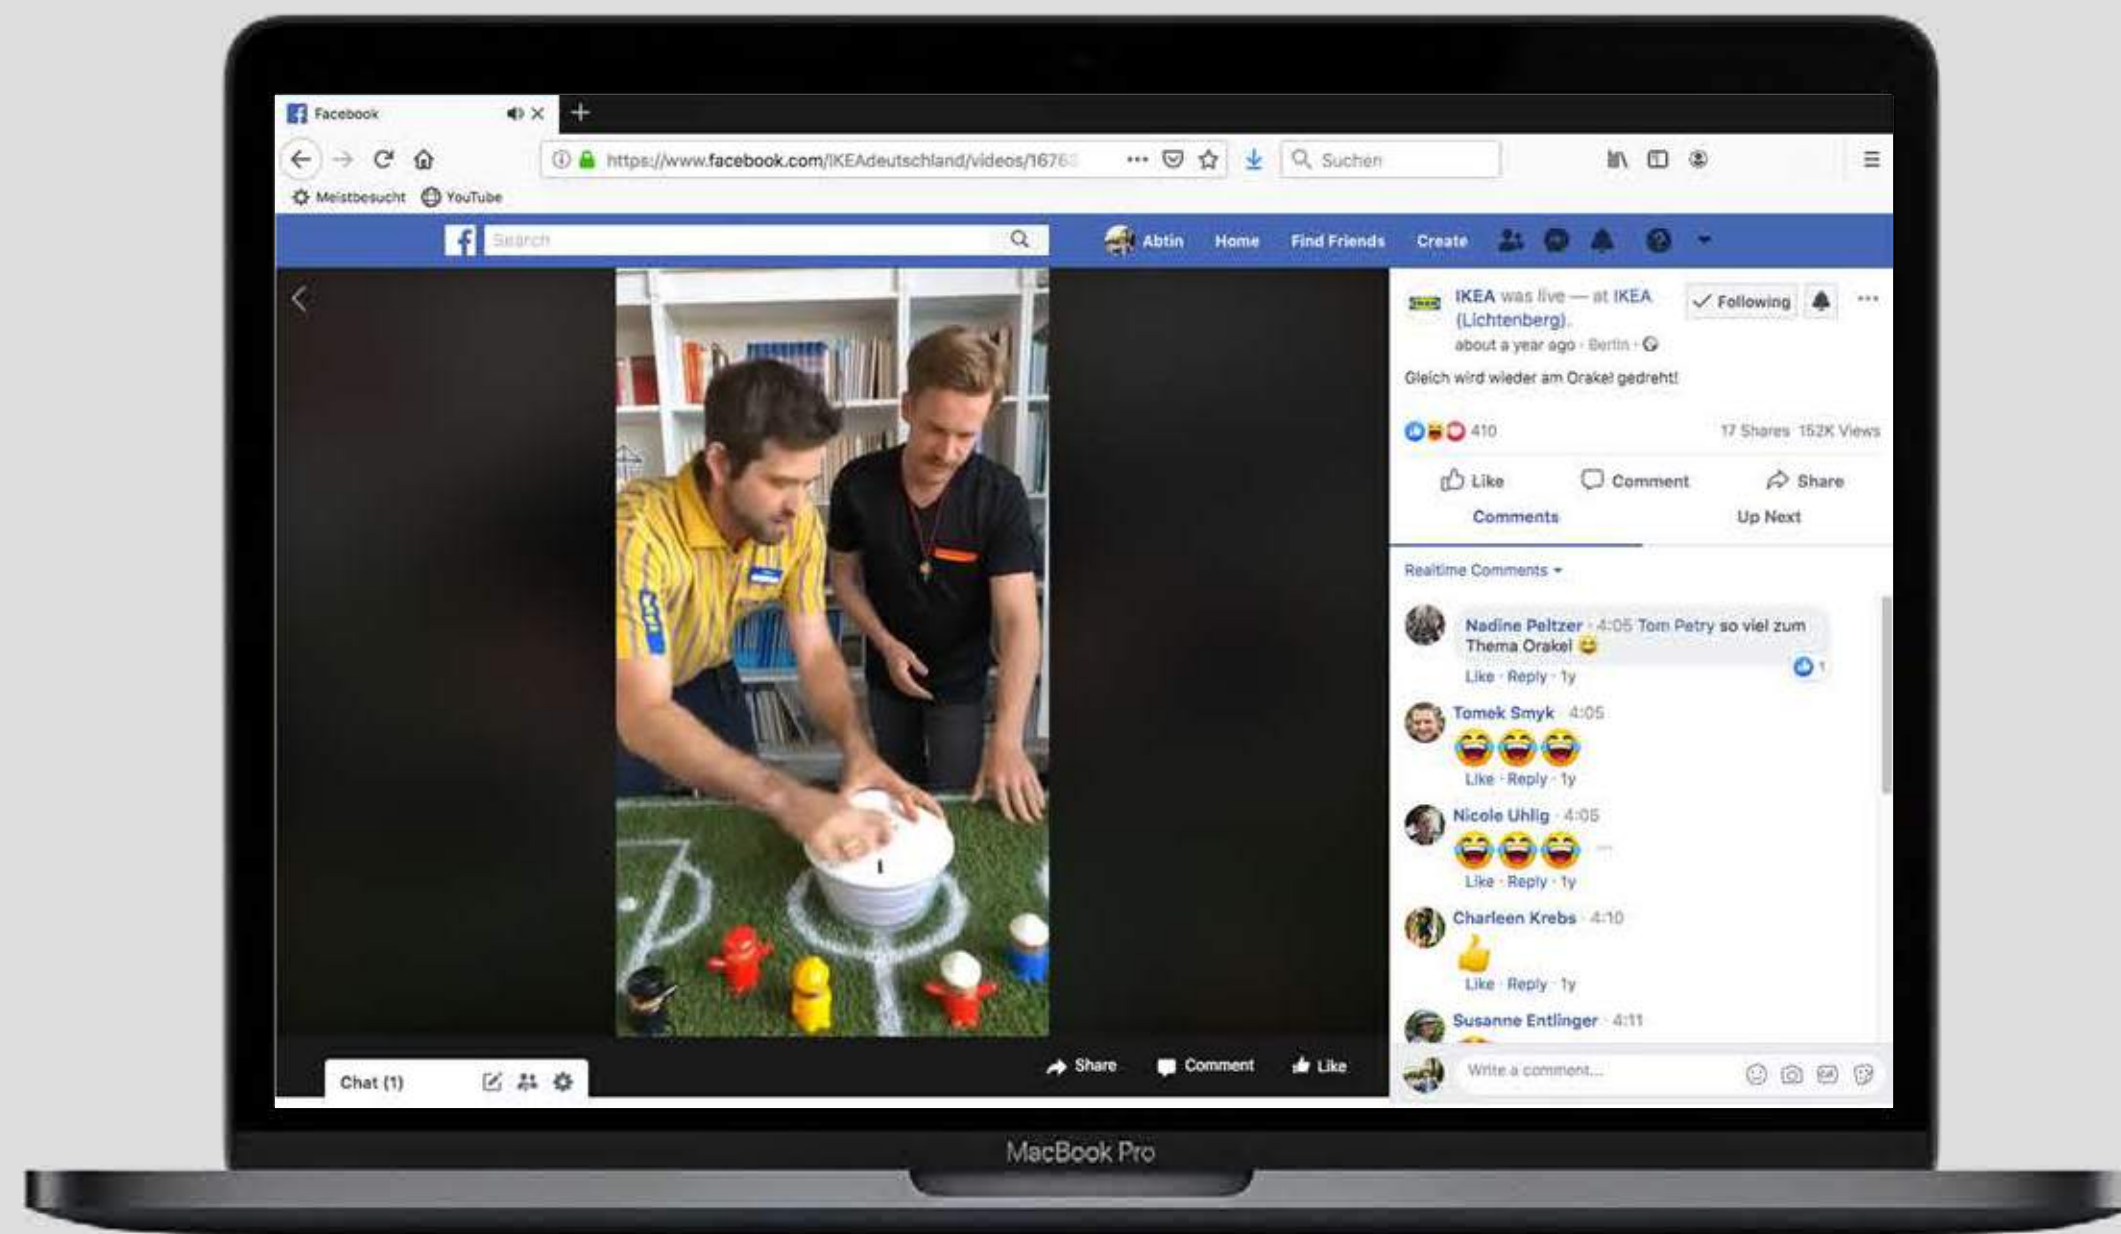 Facebook
https://www.facebook.com/IKEAdeutschland/videos/1676
Suchen
Meistbesucht YouTube
Search
Abtin Home Find Friends Create
IKEA was live — at IKEA
(Lichtenberg).
about a year ago · Berlin ·
Following
Gleich wird wieder am Orakel gedreht!
410
17 Shares 152K Views
Like Comment Share
Comments Up Next
Realtime Comments
Nadine Peltzer · 4:05 Tom Petry so viel zum
Thema Orakel 😄
1
Like · Reply · 1y
Tomek Smyk · 4:05
😂😂😂
Like · Reply · 1y
Nicole Uhlig · 4:05
😂😂😂
Like · Reply · 1y
Charleen Krebs · 4:10
👍
Like · Reply · 1y
Susanne Entlinger · 4:11
Write a comment...
GIF
Share Comment Like
Chat (1)
MacBook Pro